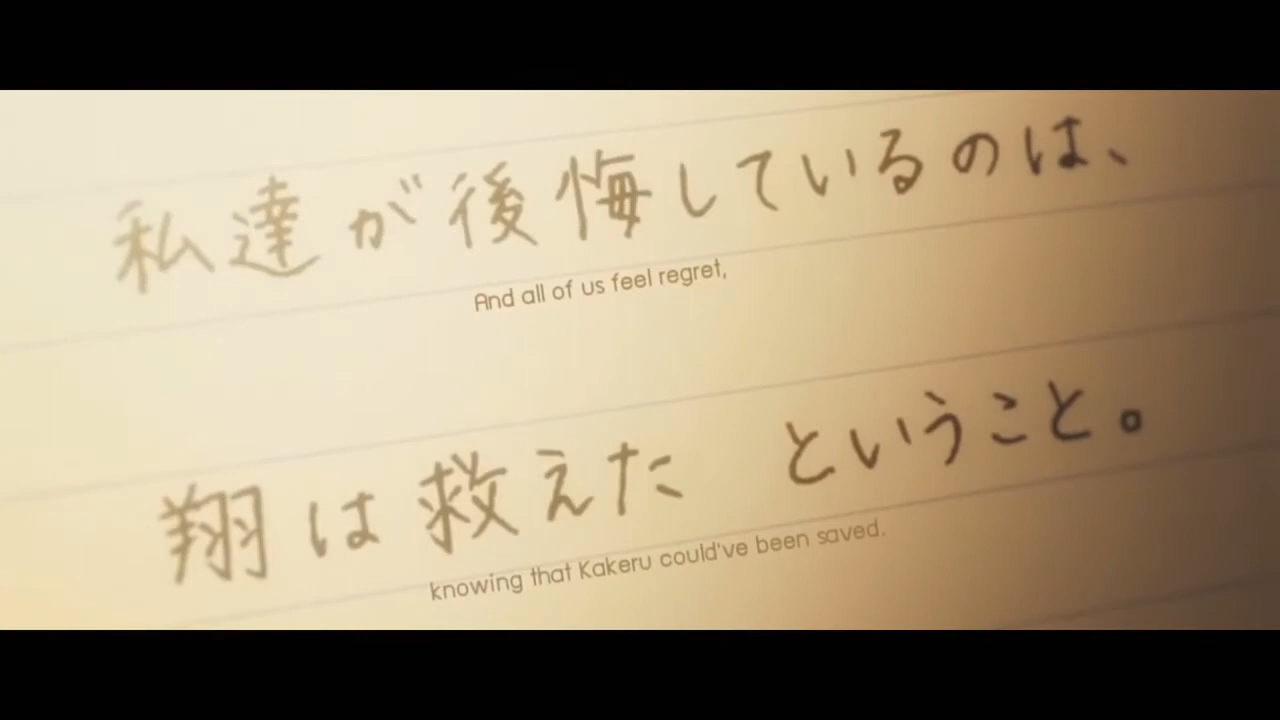 私達が後悔しているのは、
And all of us feel regret,
翔は救えた ということ。
knowing that Kakeru could've been saved.